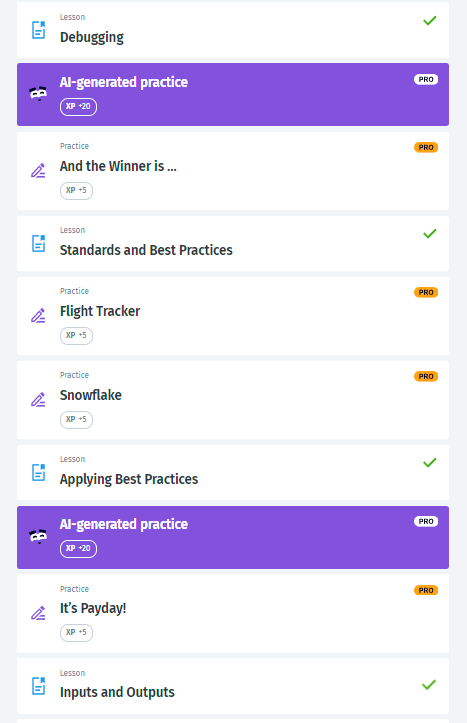 Lesson
Debugging
AI-generated practice
PRO
XP +20
Practice
PRO
And the Winner is ...
XP +5
Lesson
Standards and Best Practices
Practice
PRO
Flight Tracker
XP +5
Practice
PRO
Snowflake
XP +5
Lesson
Applying Best Practices
AI-generated practice
PRO
XP +20
Practice
PRO
It's Payday!
XP +5
Lesson
Inputs and Outputs